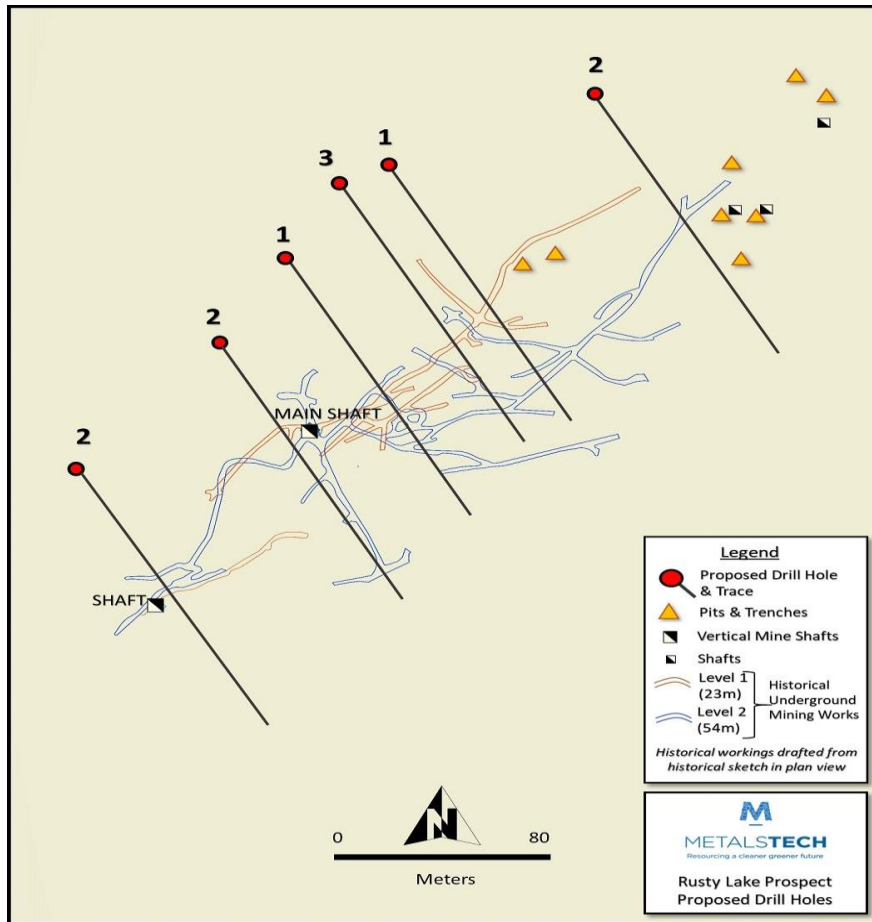 2
1
3
1
2
MAIN SHAFT
2
SHAFT
Legend
Proposed Drill Hole
& Trace
Pits & Trenches
Vertical Mine Shafts
Shafts
Level 1
(23m)
Level 2
(54m)
Historical
Underground
Mining Works
Historical workings drafted from
historical sketch in plan view
N
0 80
Meters
METALSTECH
Resourcing a cleaner greener future
Rusty Lake Prospect
Proposed Drill Holes